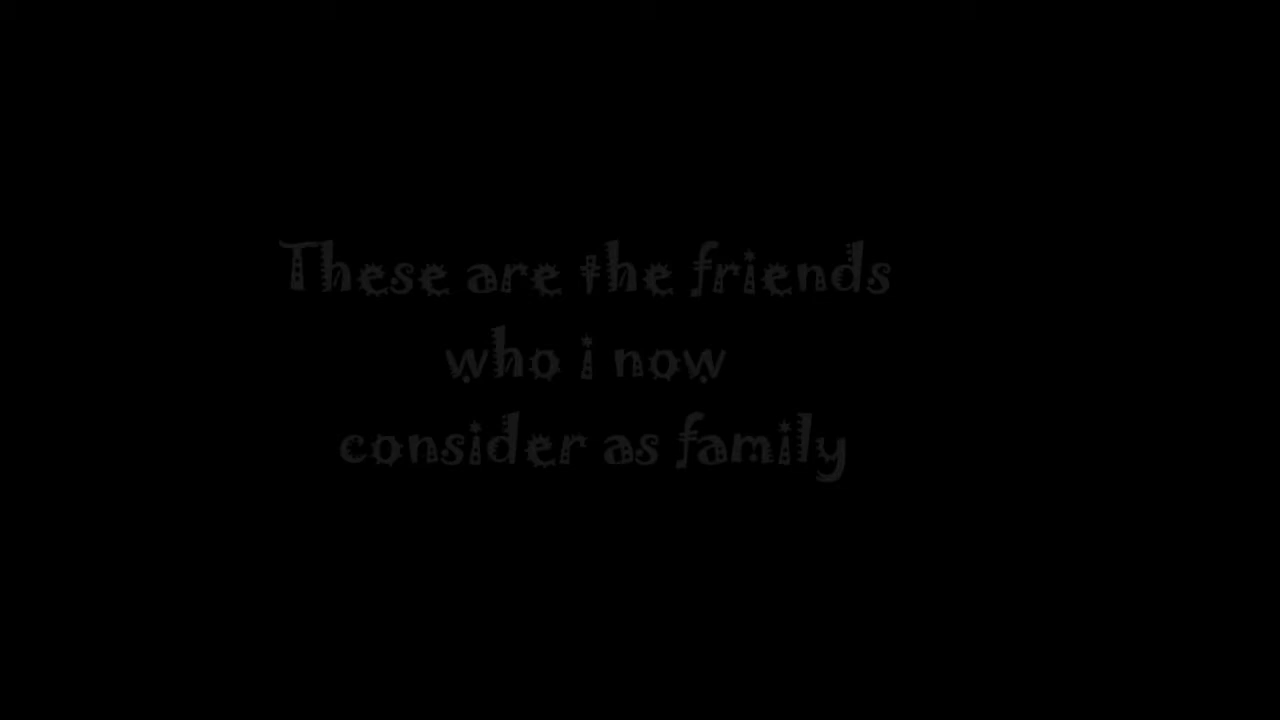 These are the friends
who i now
consider as family